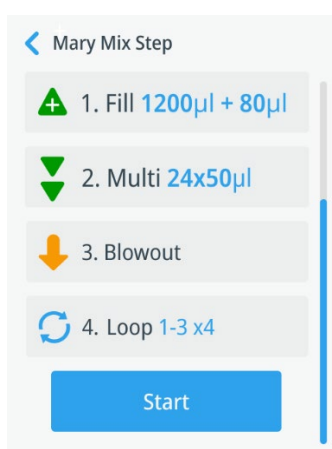 Mary Mix Step
1. Fill 1200µl + 80µl
2. Multi 24x50µl
3. Blowout
4. Loop 1-3 x4
Start